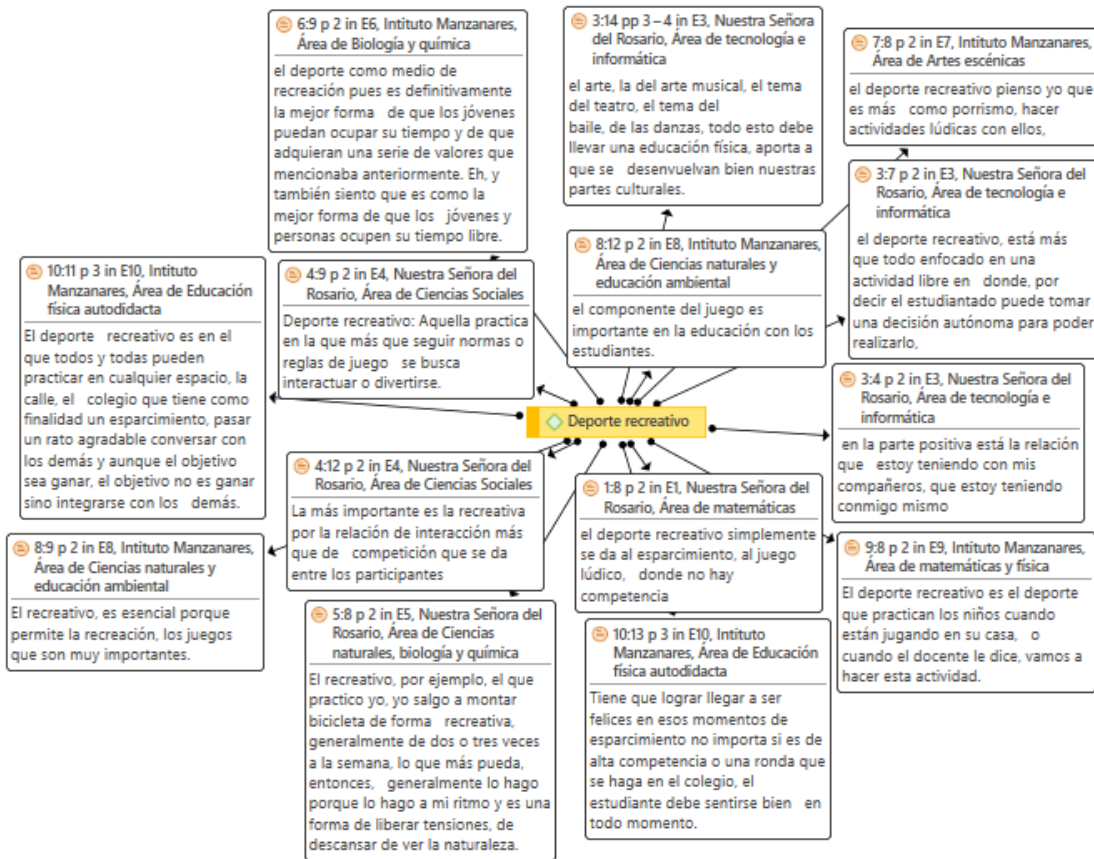 6:9 p 2 in E6, Intituto Manzanares,
Área de Biología y química
el deporte como medio de
recreación pues es definitivamente
la mejor forma de que los jóvenes
puedan ocupar su tiempo y de que
adquieran una serie de valores que
mencionaba anteriormente. Eh, y
también siento que es como la
mejor forma de que los jóvenes y
personas ocupen su tiempo libre.
3:14 pp 3 – 4 in E3, Nuestra Señora
del Rosario, Área de tecnología e
informática
el arte, la del arte musical, el tema
del teatro, el tema del
baile, de las danzas, todo esto debe
llevar una educación física, aporta a
que se desenvuelvan bien nuestras
partes culturales.
7:8 p 2 in E7, Intituto Manzanares,
Área de Artes escénicas
el deporte recreativo pienso yo que
es más como porrismo, hacer
actividades lúdicas con ellos,
3:7 p 2 in E3, Nuestra Señora del
Rosario, Área de tecnología e
informática
el deporte recreativo, está más
que todo enfocado en una
actividad libre en donde, por
decir el estudiantado puede tomar
una decisión autónoma para poder
realizarlo,
10:11 p 3 in E10, Intituto
Manzanares, Área de Educación
física autodidacta
El deporte recreativo es en el
que todos y todas pueden
practicar en cualquier espacio, la
calle, el colegio que tiene como
finalidad un esparcimiento, pasar
un rato agradable conversar con
los demás y aunque el objetivo
sea ganar, el objetivo no es ganar
sino integrarse con los demás.
4:9 p 2 in E4, Nuestra Señora del
Rosario, Área de Ciencias Sociales
Deporte recreativo: Aquella practica
en la que más que seguir normas o
reglas de juego se busca
interactuar o divertirse.
8:12 p 2 in E8, Intituto Manzanares,
Área de Ciencias naturales y
educación ambiental
el componente del juego es
importante en la educación con los
estudiantes.
Deporte recreativo
3:4 p 2 in E3, Nuestra Señora del
Rosario, Área de tecnología e
informática
en la parte positiva está la relación
que estoy teniendo con mis
compañeros, que estoy teniendo
conmigo mismo
4:12 p 2 in E4, Nuestra Señora del
Rosario, Área de Ciencias Sociales
La más importante es la recreativa
por la relación de interacción más
que de competición que se da
entre los participantes
1:8 p 2 in E1, Nuestra Señora del
Rosario, Área de matemáticas
el deporte recreativo simplemente
se da al esparcimiento, al juego
lúdico, donde no hay
competencia
8:9 p 2 in E8, Intituto Manzanares,
Área de Ciencias naturales y
educación ambiental
El recreativo, es esencial porque
permite la recreación, los juegos
que son muy importantes.
5:8 p 2 in E5, Nuestra Señora del
Rosario, Área de Ciencias
naturales, biología y química
El recreativo, por ejemplo, el que
practico yo, yo salgo a montar
bicicleta de forma recreativa,
generalmente de dos o tres veces
a la semana, lo que más pueda,
entonces, generalmente lo hago
porque lo hago a mi ritmo y es una
forma de liberar tensiones, de
descansar de ver la naturaleza.
10:13 p 3 in E10, Intituto
Manzanares, Área de Educación
física autodidacta
Tiene que lograr llegar a ser
felices en esos momentos de
esparcimiento no importa si es de
alta competencia o una ronda que
se haga en el colegio, el
estudiante debe sentirse bien en
todo momento.
9:8 p 2 in E9, Intituto Manzanares,
Área de matemáticas y física
El deporte recreativo es el deporte
que practican los niños cuando
están jugando en su casa, o
cuando el docente le dice, vamos a
hacer esta actividad.